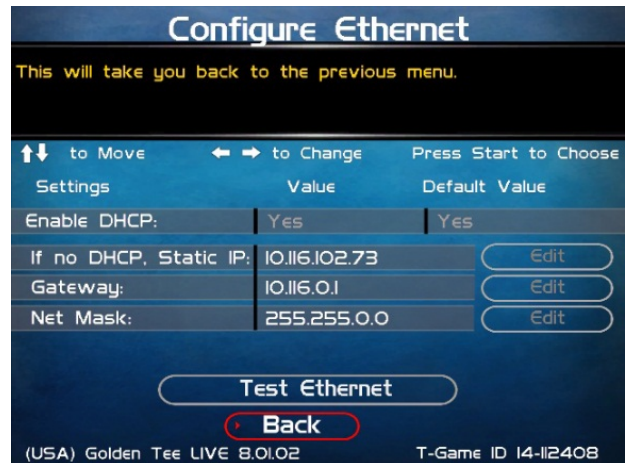 Configure Ethernet
This will take you back to the previous menu.
to Move to Change Press Start to Choose
Settings Value Default Value
Enable DHCP: Yes Yes
If no DHCP, Static IP: 10.116.102.73 Edit
Gateway: 10.116.0.1 Edit
Net Mask: 255.255.0.0 Edit
Test Ethernet
Back
(USA) Golden Tee LIVE 8.01.02 T-Game ID 14-112408